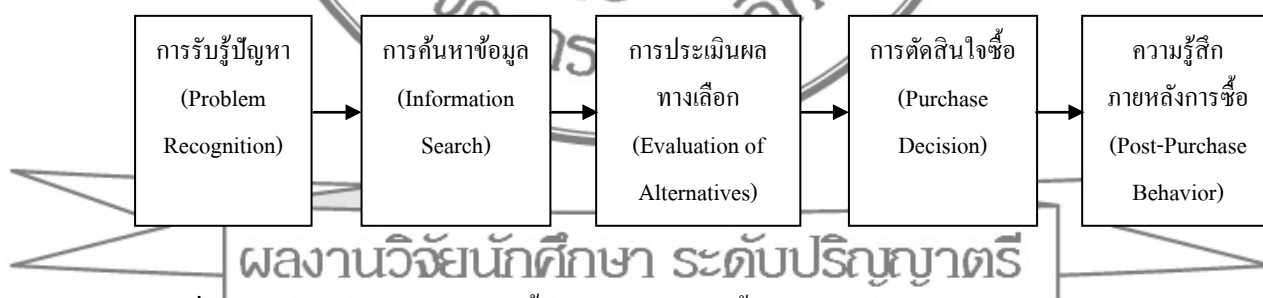 การรับรู้ปัญหา
(Problem
Recognition)
การค้นหาข้อมูล
(Information
Search)
การประเมินผล
ทางเลือก
(Evaluation of
Alternatives)
การตัดสินใจซื้อ
(Purchase
Decision)
ความรู้สึก
ภายหลังการซื้อ
(Post-Purchase
Behavior)
ผลงานวิจัยนักศึกษา ระดับปริญญาตรี